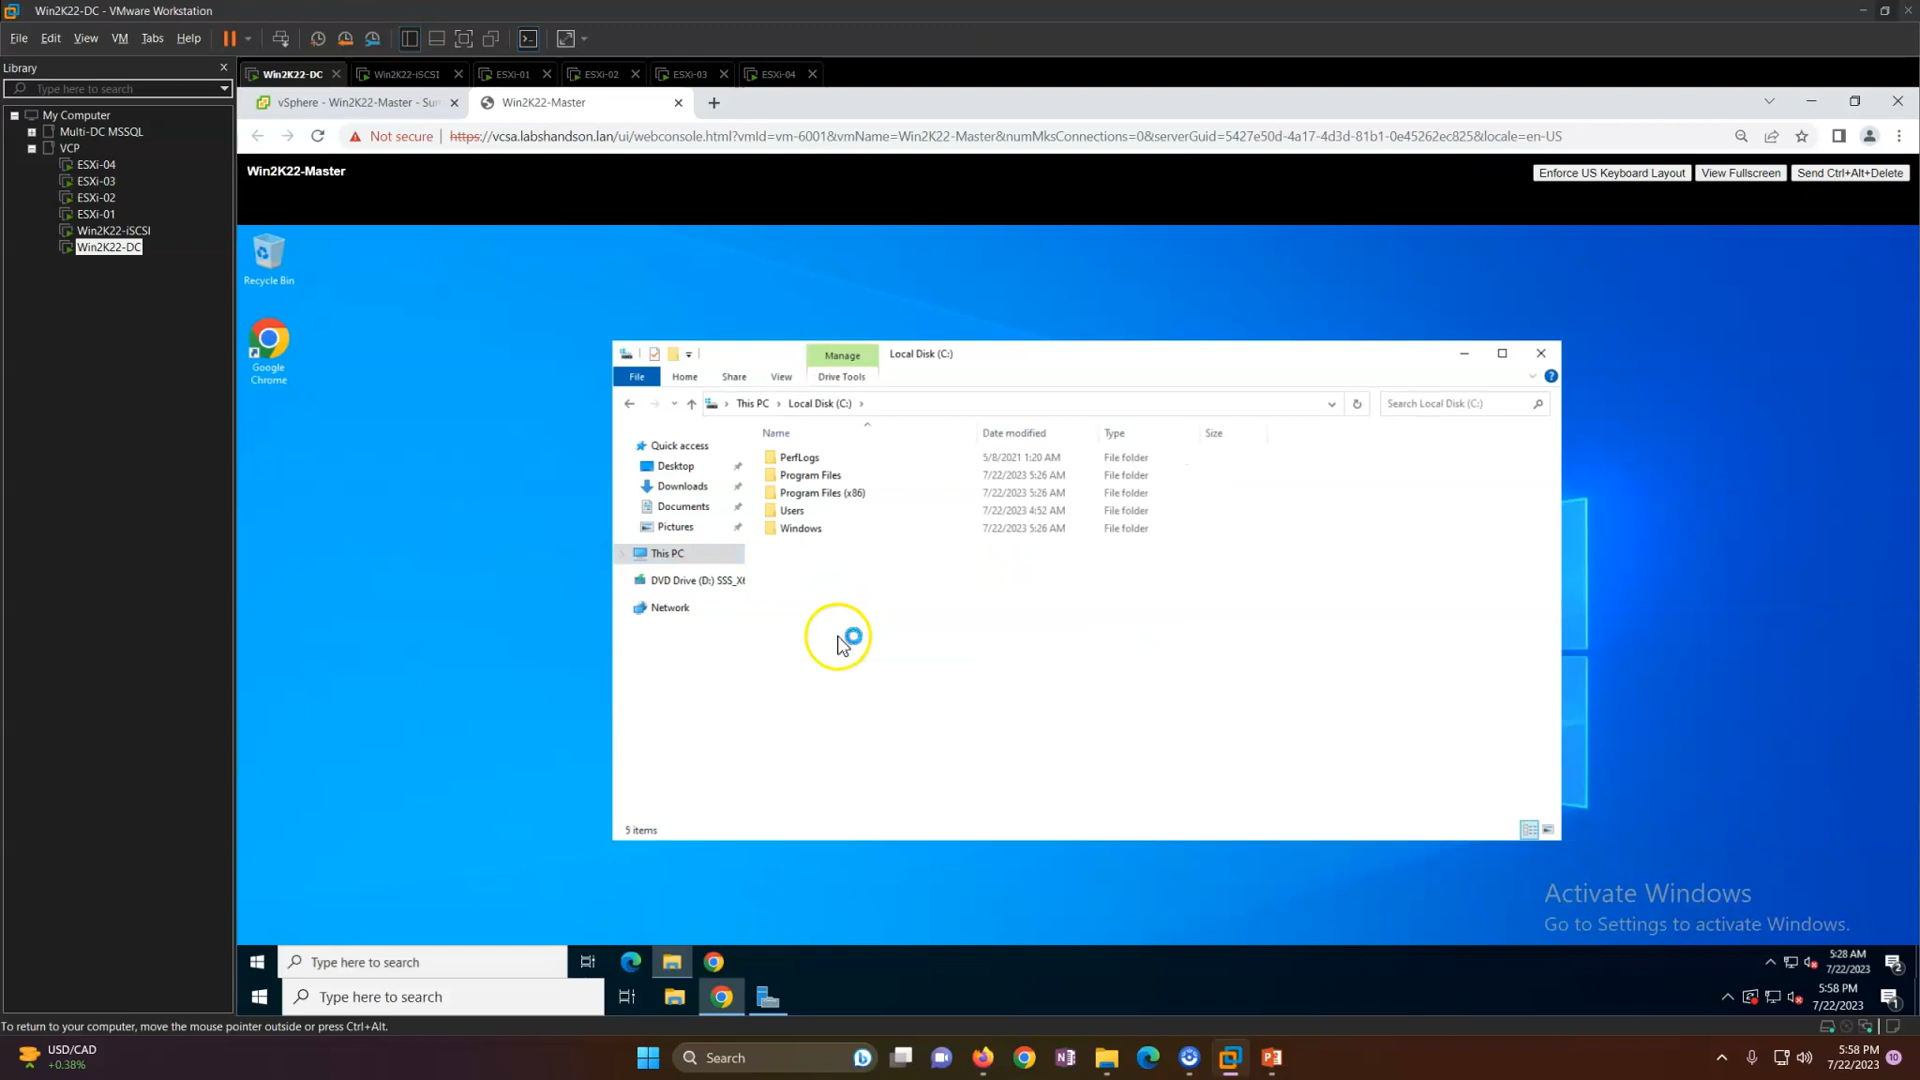 Win2K22-DC - VMware Workstation
File Edit View VM Tabs Help
Library
Type here to search
My Computer
Multi-DC MSSQL
VCP
ESXi-04
ESXi-03
ESXi-02
ESXi-01
Win2K22-iSCSI
Win2K22-DC
Win2K22-DC Win2K22-iSCSI ESXi-01 ESXi-02 ESXi-03 ESXi-04
vSphere - Win2K22-Master - Sum Win2K22-Master
Not secure https://vcsa.labshandson.lan/ui/webconsole.html?vmId=vm-6001&vmName=Win2K22-Master&numMksConnections=0&serverGuid=5427e50d-4a17-4d3d-81b1-0e45262ec825&locale=en-US
Win2K22-Master
Enforce US Keyboard Layout View Fullscreen Send Ctrl+Alt+Delete
Recycle Bin
Google
Chrome
Manage Local Disk (C:)
File Home Share View Drive Tools
This PC Local Disk (C:) Search Local Disk (C:)
Quick access
Desktop
Downloads
Documents
Pictures
This PC
DVD Drive (D:) SSS_X6
Network
Name Date modified Type Size
PerfLogs 5/8/2021 1:20 AM File folder
Program Files 7/22/2023 5:26 AM File folder
Program Files (x86) 7/22/2023 5:26 AM File folder
Users 7/22/2023 4:52 AM File folder
Windows 7/22/2023 5:26 AM File folder
5 items
Activate Windows
Go to Settings to activate Windows.
Type here to search
5:28 AM
7/22/2023
2
Type here to search
5:58 PM
7/22/2023
1
To return to your computer, move the mouse pointer outside or press Ctrl+Alt.
USD/CAD
+0.38%
Search
5:58 PM
7/22/2023
10